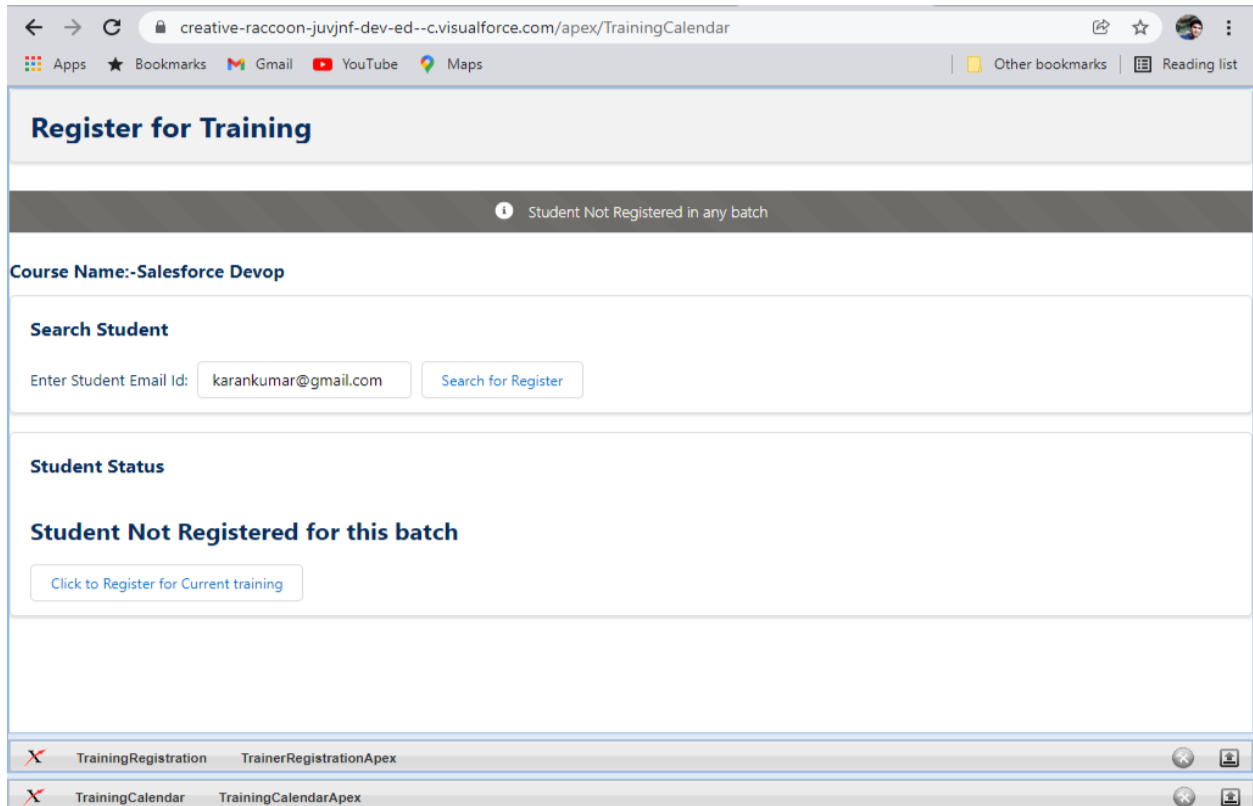 creative-raccoon-juvjnf-dev-ed--c.visualforce.com/apex/TrainingCalendar
Apps Bookmarks Gmail YouTube Maps Other bookmarks Reading list
Register for Training
Student Not Registered in any batch
Course Name:-Salesforce Devop
Search Student
Enter Student Email Id: karankumar@gmail.com Search for Register
Student Status
Student Not Registered for this batch
Click to Register for Current training
TrainingRegistration TrainerRegistrationApex
TrainingCalendar TrainingCalendarApex